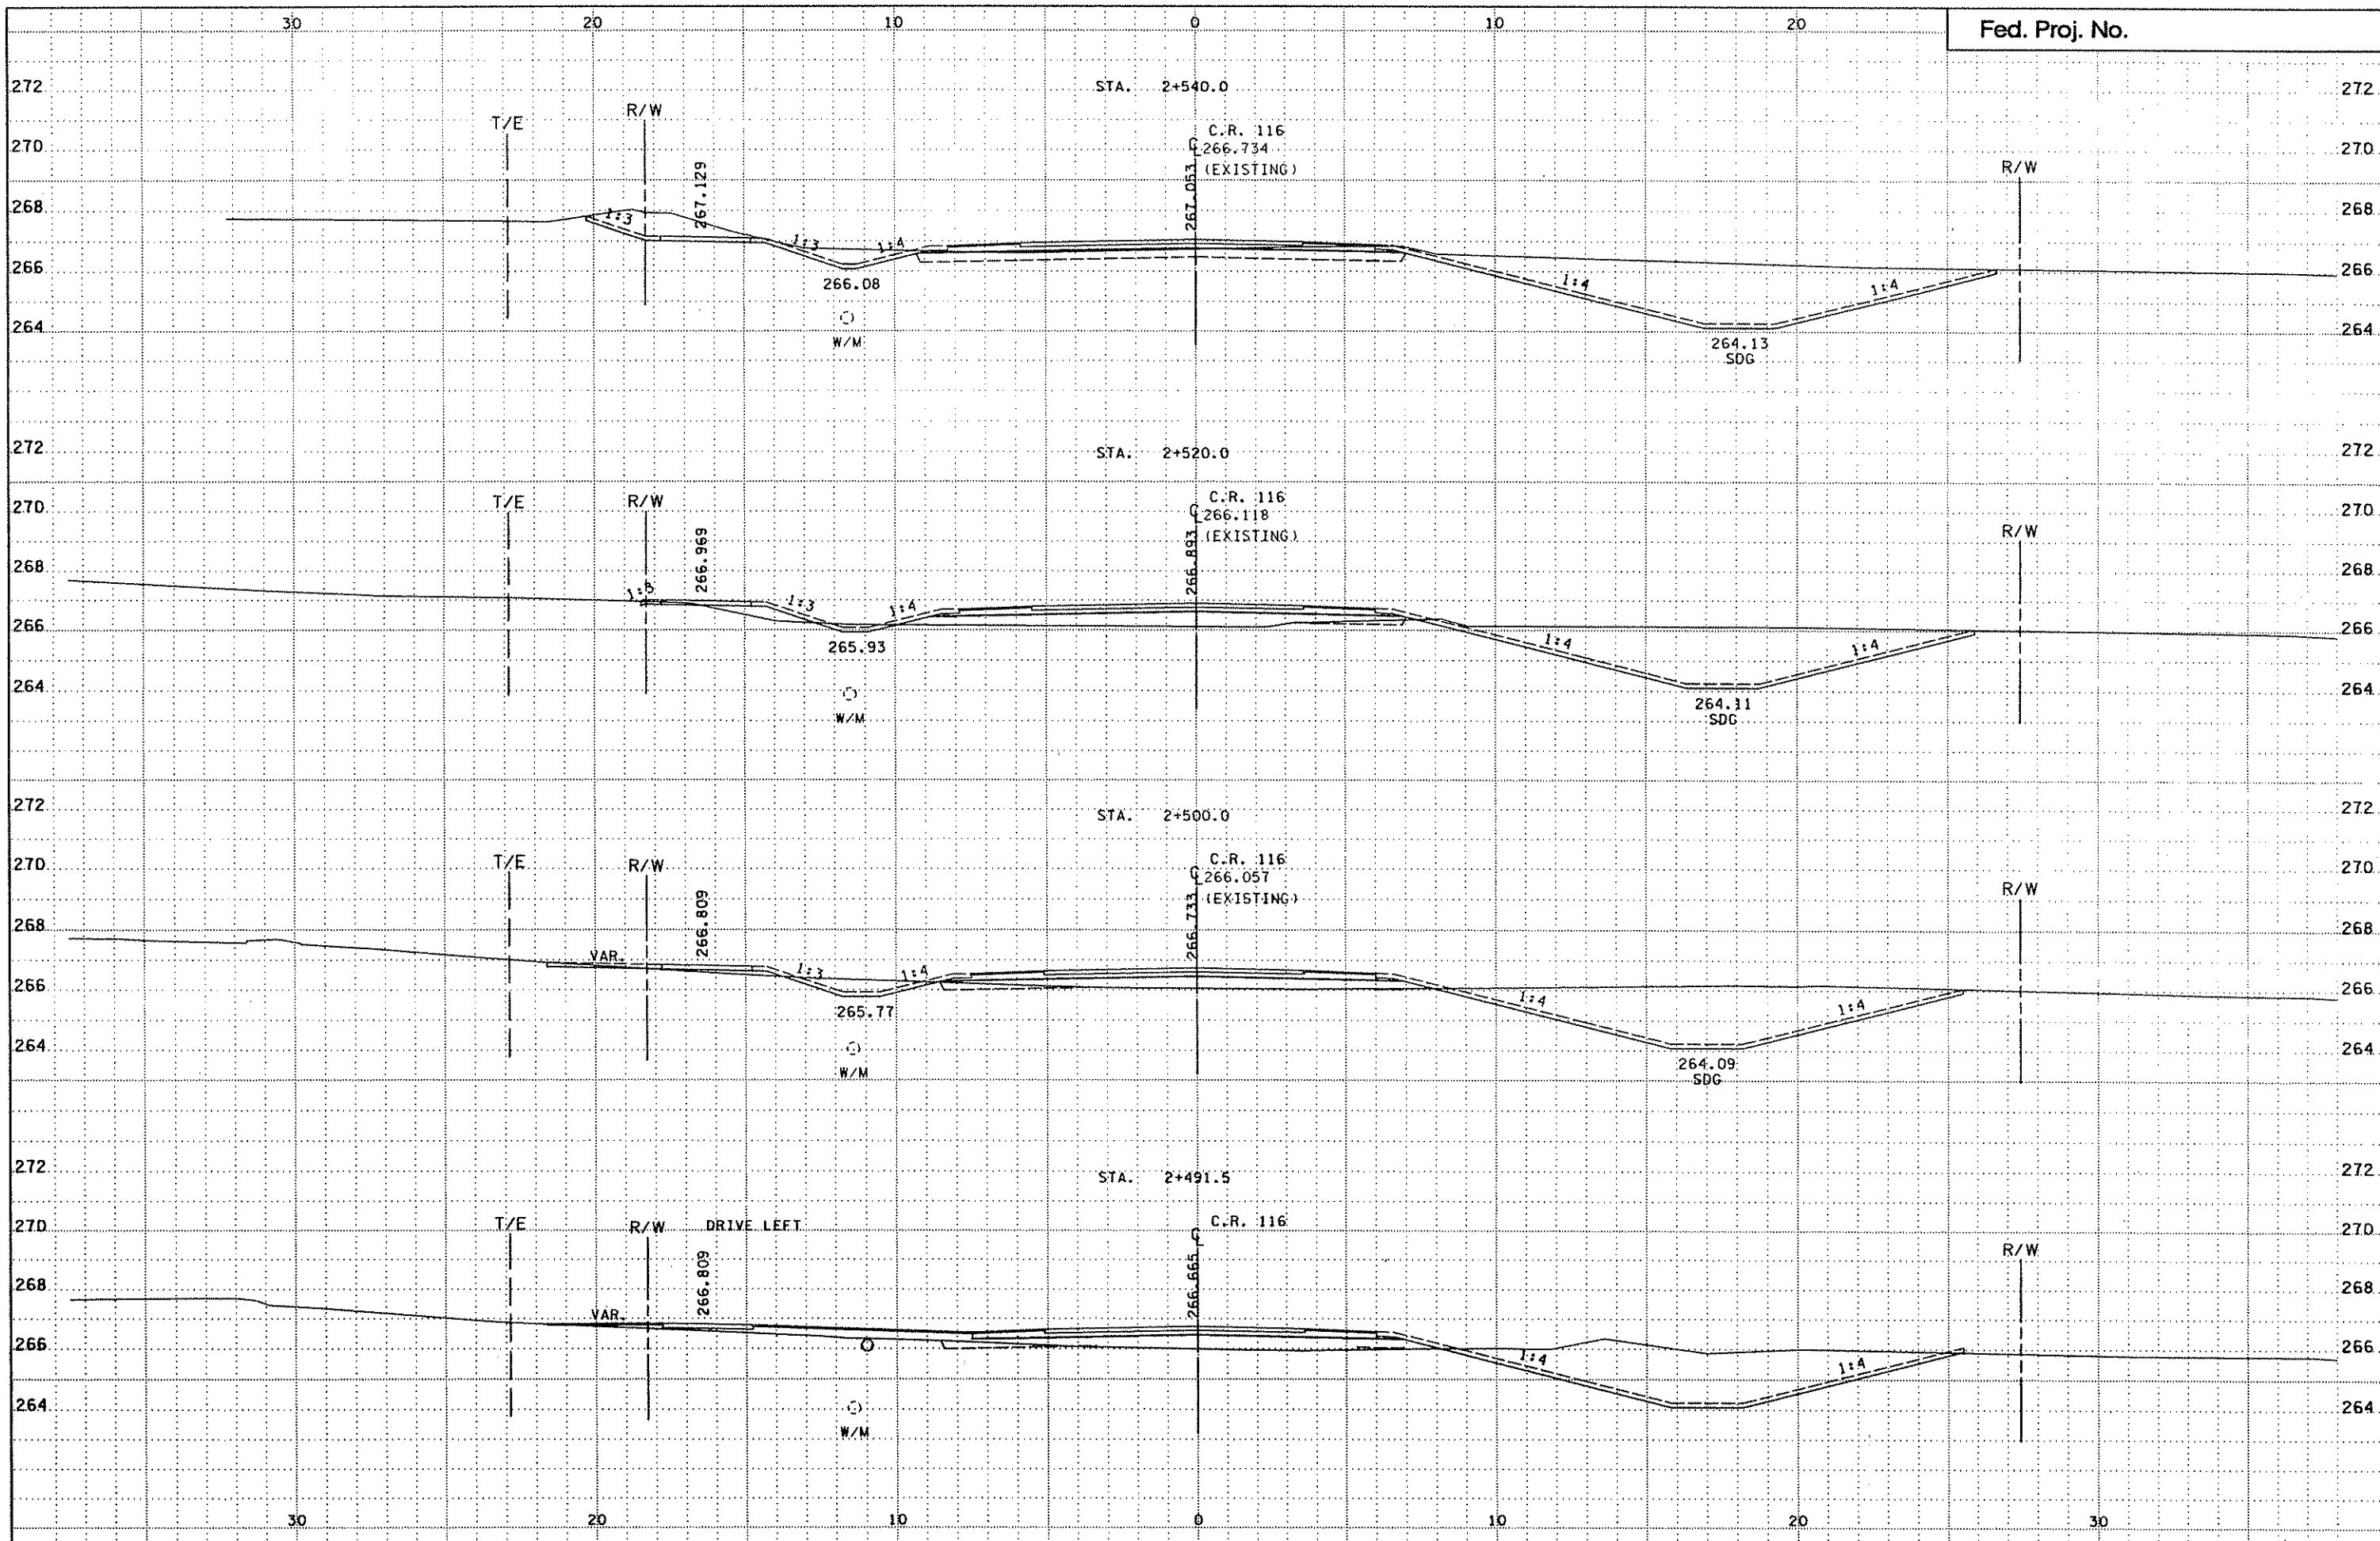 30 20 10 0 10 20
Fed. Proj. No.
STA. 2+540.0
272 272
T/E R/W
C.R. 116
270 ℄ 266.734 270
(EXISTING)
R/W
267.129
267.053
268 1:3 268
1:3 1:4
266 266
266.08
1:4 1:4
264 264
W/M
264.13
SDG
STA. 2+520.0
272 272
T/E R/W
C.R. 116
270 ℄ 266.118 270
(EXISTING)
R/W
266.969
266.893
268 268
1:3 1:4
266 266
265.93
1:4 1:4
264 264
264.11
W/M SDG
STA. 2+500.0
272 272
T/E R/W
C.R. 116
270 ℄ 266.057 270
(EXISTING)
R/W
266.809
266.733
268 268
VAR.
1:3 1:4
266 266
265.77
1:4 1:4
264 264
W/M
264.09
SDG
STA. 2+491.5
272 272
T/E R/W DRIVE LEFT
C.R. 116
270 ℄ 270
R/W
266.809
266.665
268 268
VAR.
266 266
1:4 1:4
264 264
W/M
30 20 10 0 10 20 30